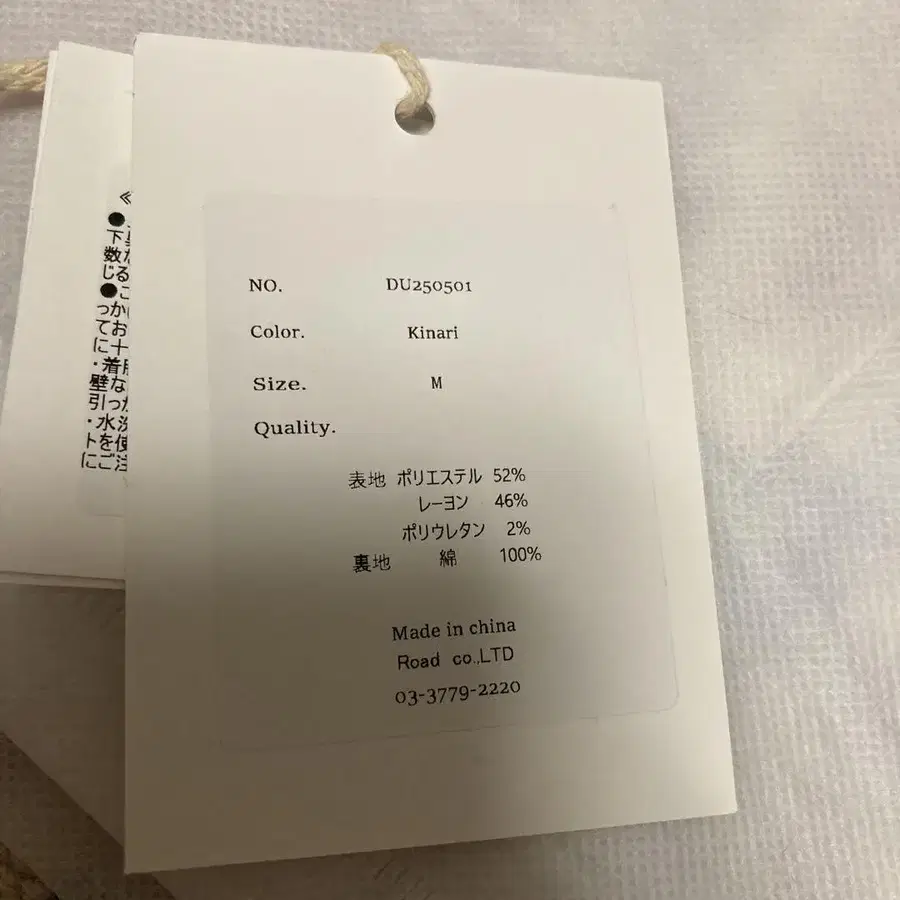 NO. DU250501
Color. Kinari
Size. M
Quality.
表地 ポリエステル 52%
レーヨン 46%
ポリウレタン 2%
裏地 綿 100%
Made in china
Road co.,LTD
03-3779-2220